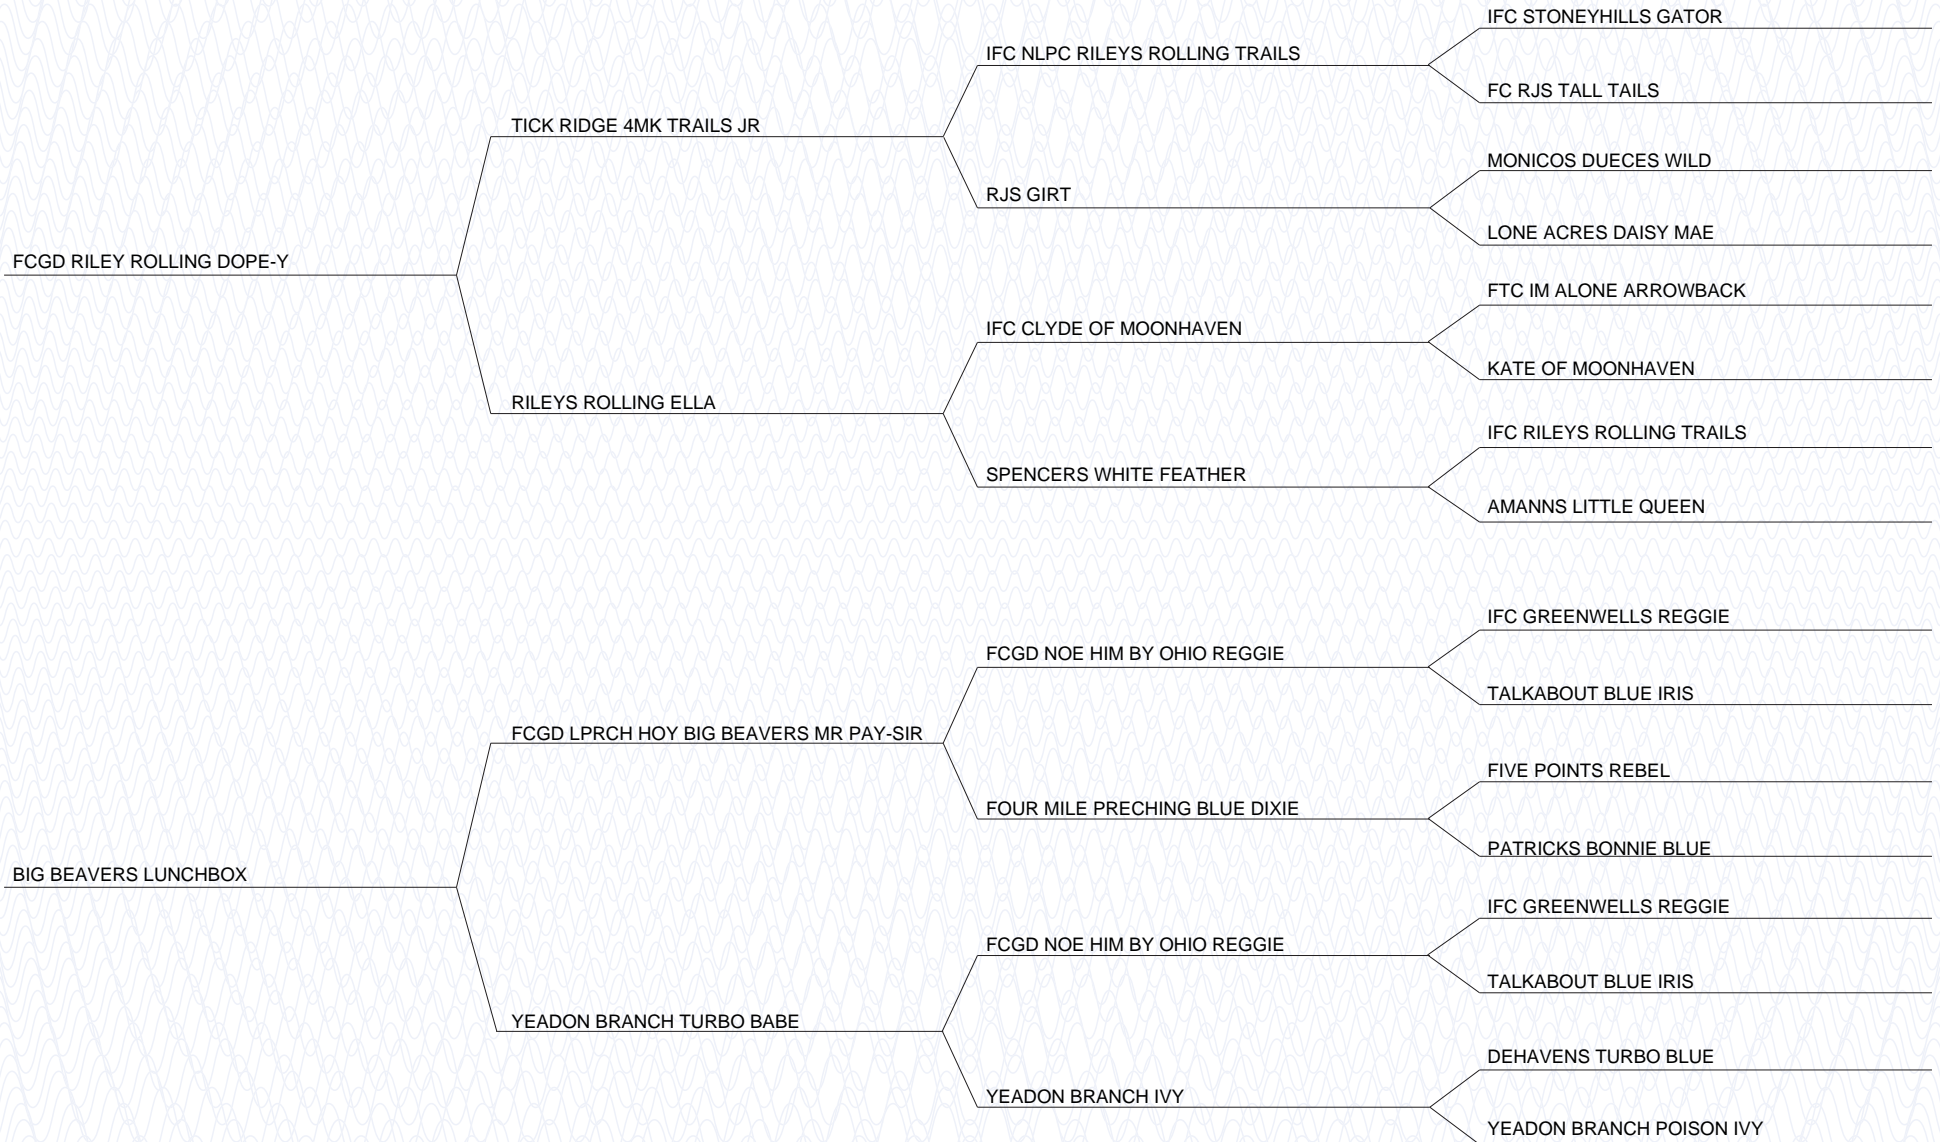 IFC STONEYHILLS GATOR
IFC NLPC RILEYS ROLLING TRAILS
FC RJS TALL TAILS
TICK RIDGE 4MK TRAILS JR
MONICOS DUECES WILD
RJS GIRT
LONE ACRES DAISY MAE
FCGD RILEY ROLLING DOPE-Y
FTC IM ALONE ARROWBACK
IFC CLYDE OF MOONHAVEN
KATE OF MOONHAVEN
RILEYS ROLLING ELLA
IFC RILEYS ROLLING TRAILS
SPENCERS WHITE FEATHER
AMANNS LITTLE QUEEN
IFC GREENWELLS REGGIE
FCGD NOE HIM BY OHIO REGGIE
TALKABOUT BLUE IRIS
FCGD LPRCH HOY BIG BEAVERS MR PAY-SIR
FIVE POINTS REBEL
FOUR MILE PRECHING BLUE DIXIE
PATRICKS BONNIE BLUE
BIG BEAVERS LUNCHBOX
IFC GREENWELLS REGGIE
FCGD NOE HIM BY OHIO REGGIE
TALKABOUT BLUE IRIS
YEADON BRANCH TURBO BABE
DEHAVENS TURBO BLUE
YEADON BRANCH IVY
YEADON BRANCH POISON IVY